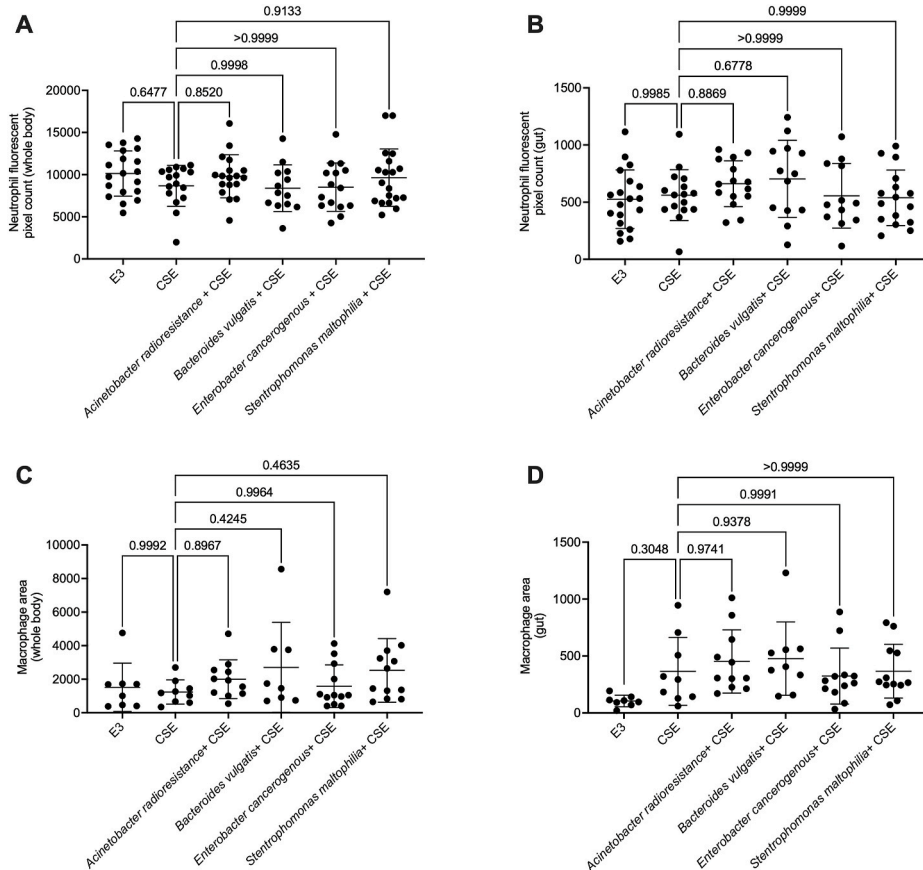 A
0.9133
>0.9999
0.9998
0.6477
0.8520
20000
15000
10000
5000
0
Neutrophil fluorescent
pixel count (whole body)
E3
CSE
Acinetobacter radioresistance + CSE
Bacteroides vulgatis + CSE
Enterobacter cancerogenous + CSE
Stentrophomonas maltophilia + CSE
B
0.9999
>0.9999
0.6778
0.9985
0.8869
1500
1000
500
0
Neutrophil fluorescent
pixel count (gut)
E3
CSE
Acinetobacter radioresistance+ CSE
Bacteroides vulgatis+ CSE
Enterobacter cancerogenous+ CSE
Stentrophomonas maltophilia+ CSE
C
0.4635
0.9964
0.4245
0.9992
0.8967
10000
8000
6000
4000
2000
0
Macrophage area
(whole body)
E3
CSE
Acinetobacter radioresistance+ CSE
Bacteroides vulgatis+ CSE
Enterobacter cancerogenous+ CSE
Stentrophomonas maltophilia+ CSE
D
>0.9999
0.9991
0.9378
0.3048
0.9741
1500
1000
500
0
Macrophage area
(gut)
E3
CSE
Acinetobacter radioresistance+ CSE
Bacteroides vulgatis+ CSE
Enterobacter cancerogenous+ CSE
Stentrophomonas maltophilia+ CSE